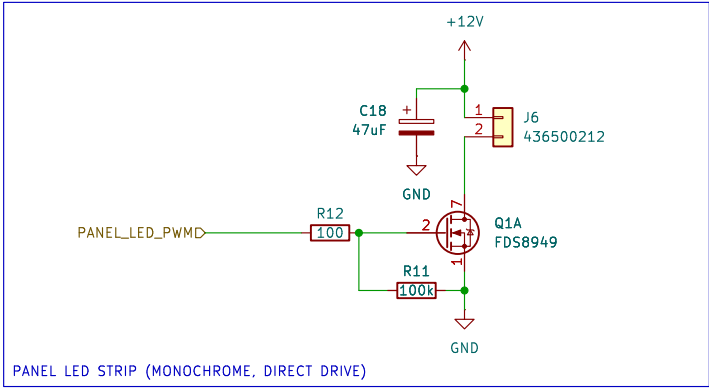 +12V
C18
+
47uF
1
J6
2
436500212
GND
7
R12
PANEL_LED_PWM
100
2
Q1A
FDS8949
1
R11
100k
GND
PANEL LED STRIP (MONOCHROME, DIRECT DRIVE)